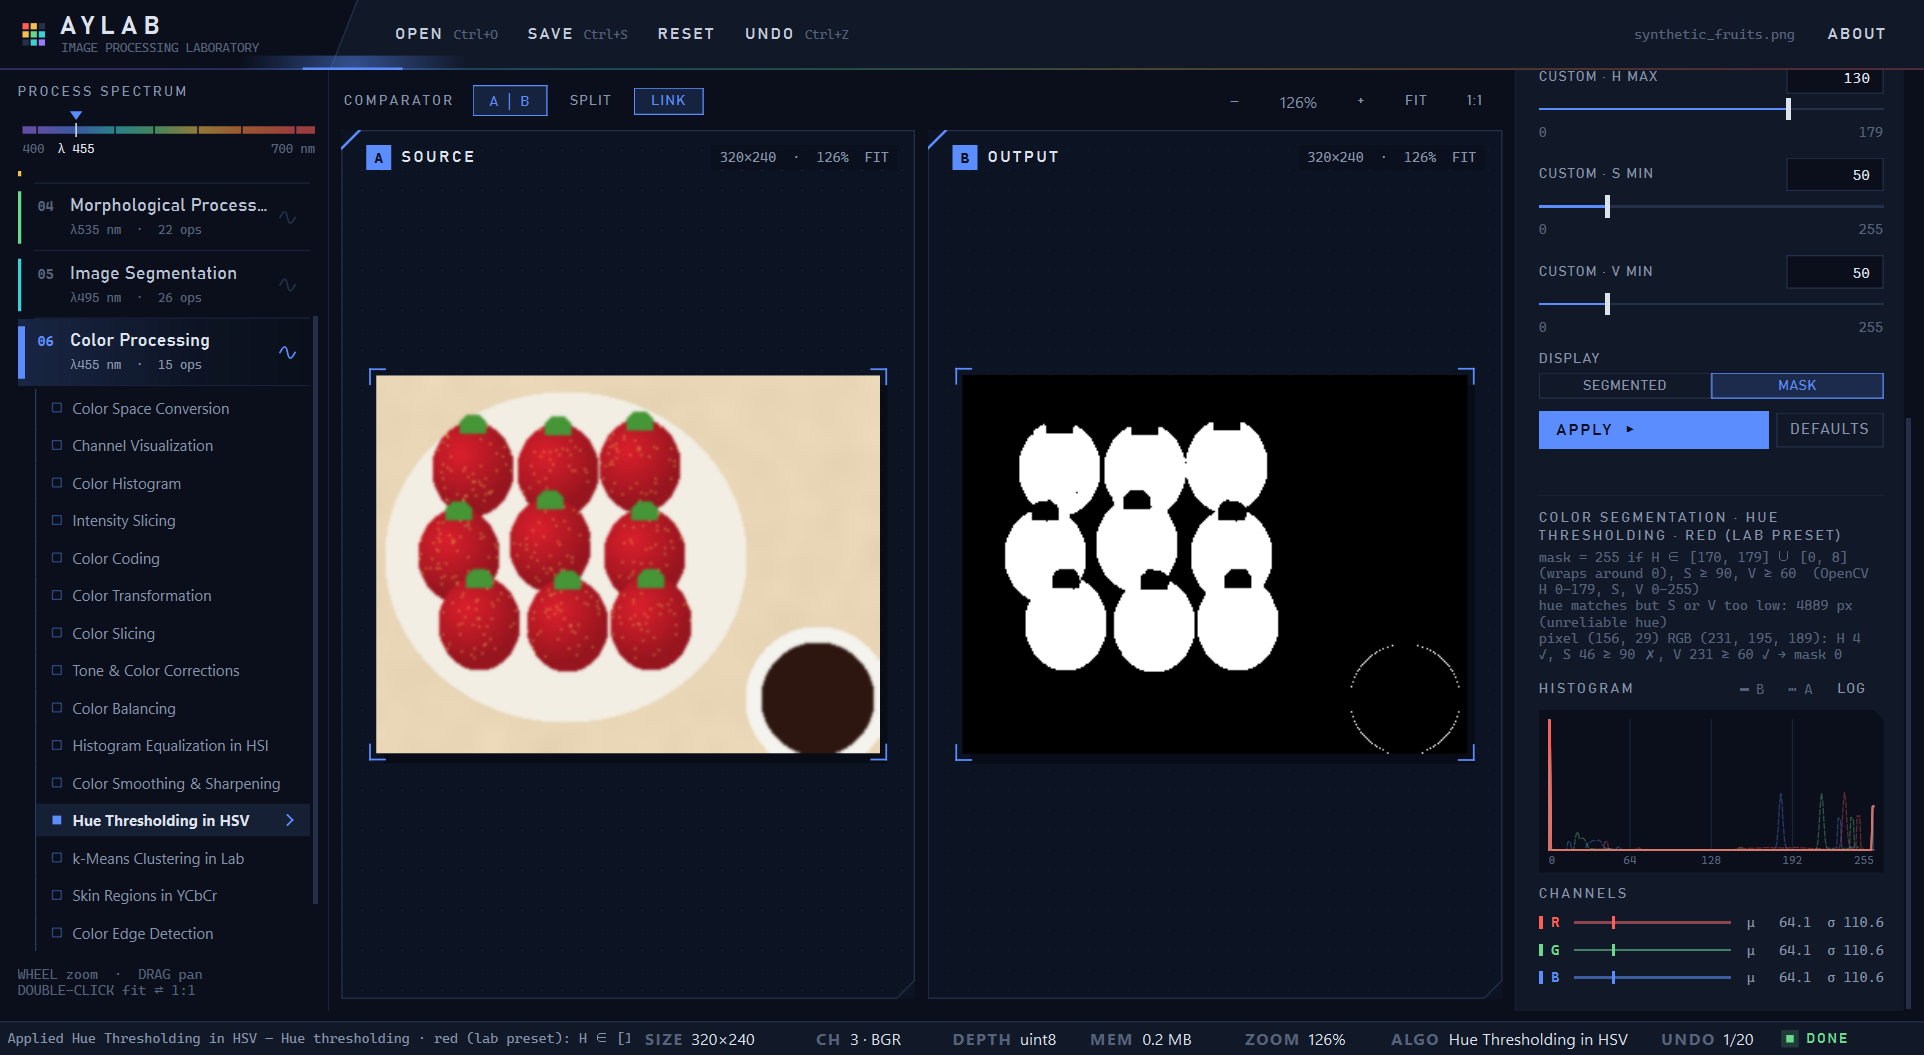 AYLAB
IMAGE PROCESSING LABORATORY
OPEN Ctrl+O SAVE Ctrl+S RESET UNDO Ctrl+Z
synthetic_fruits.png ABOUT
PROCESS SPECTRUM
400 λ 455 700 nm
04 Morphological Process…
λ535 nm · 22 ops
05 Image Segmentation
λ495 nm · 26 ops
06 Color Processing
λ455 nm · 15 ops
Color Space Conversion
Channel Visualization
Color Histogram
Intensity Slicing
Color Coding
Color Transformation
Color Slicing
Tone & Color Corrections
Color Balancing
Histogram Equalization in HSI
Color Smoothing & Sharpening
Hue Thresholding in HSV
k-Means Clustering in Lab
Skin Regions in YCbCr
Color Edge Detection
WHEEL zoom · DRAG pan
DOUBLE-CLICK fit ⇄ 1:1
COMPARATOR A | B SPLIT LINK
− 126% + FIT 1:1
A SOURCE 320×240 · 126% FIT
B OUTPUT 320×240 · 126% FIT
CUSTOM · H MAX 130
0 179
CUSTOM · S MIN 50
0 255
CUSTOM · V MIN 50
0 255
DISPLAY
SEGMENTED MASK
APPLY ▸ DEFAULTS
COLOR SEGMENTATION · HUE
THRESHOLDING · RED (LAB PRESET)
mask = 255 if H ∈ [170, 179] ∪ [0, 8]
(wraps around 0), S ≥ 90, V ≥ 60 (OpenCV
H 0–179, S, V 0–255)
hue matches but S or V too low: 4889 px
(unreliable hue)
pixel (156, 29) RGB (231, 195, 189): H 4
✓, S 46 ≥ 90 ✗, V 231 ≥ 60 ✓ → mask 0
HISTOGRAM B A LOG
0 64 128 192 255
CHANNELS
R μ 64.1 σ 110.6
G μ 64.1 σ 110.6
B μ 64.1 σ 110.6
Applied Hue Thresholding in HSV — Hue thresholding · red (lab preset): H ∈ [] SIZE 320×240 CH 3 · BGR DEPTH uint8 MEM 0.2 MB ZOOM 126% ALGO Hue Thresholding in HSV UNDO 1/20 DONE